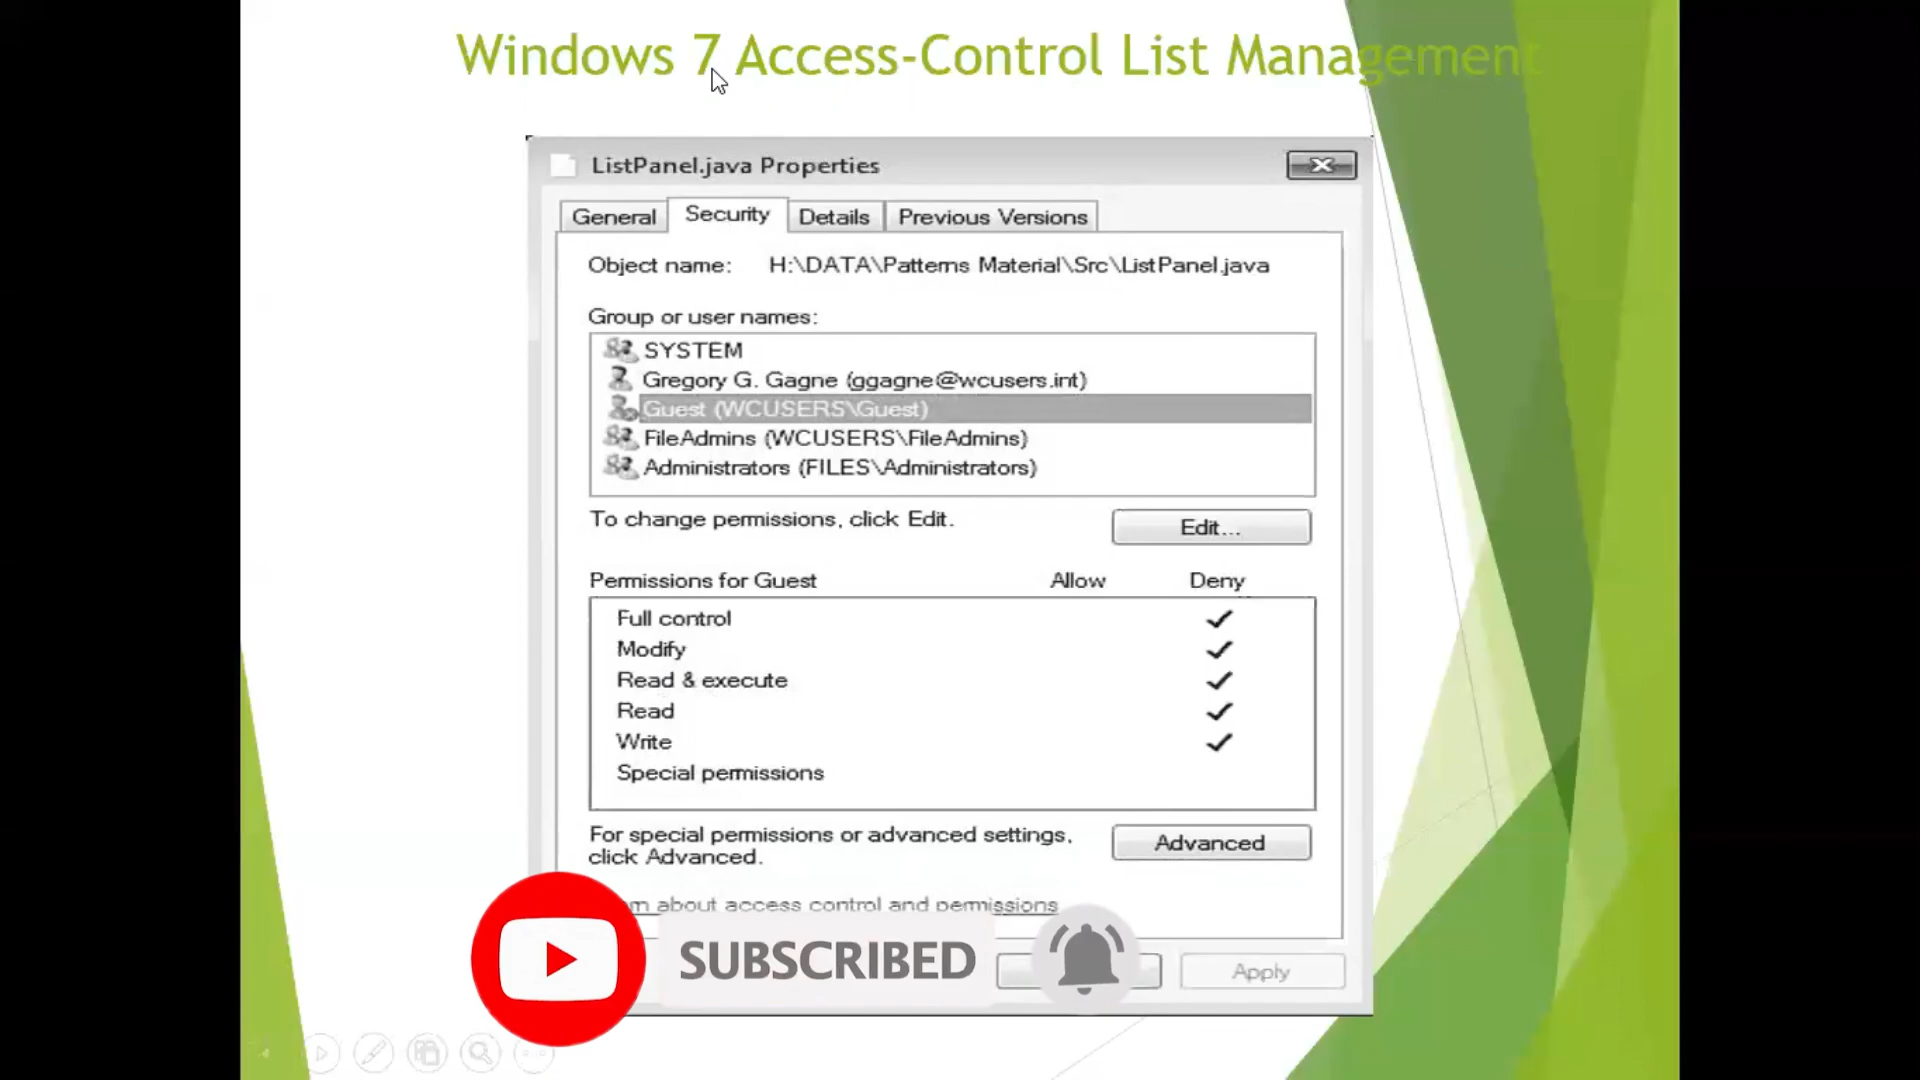 Windows 7 Access-Control List Management
ListPanel.java Properties
General Security Details Previous Versions
Object name: H:\DATA\Patterns Material\Src\ListPanel.java
Group or user names:
SYSTEM
Gregory G. Gagne (ggagne@wcusers.int)
Guest (WCUSERS\Guest)
FileAdmins (WCUSERS\FileAdmins)
Administrators (FILES\Administrators)
To change permissions, click Edit. Edit...
Permissions for Guest Allow Deny
Full control
Modify
Read & execute
Read
Write
Special permissions
For special permissions or advanced settings,
click Advanced. Advanced
about access control and permissions
SUBSCRIBED
Apply